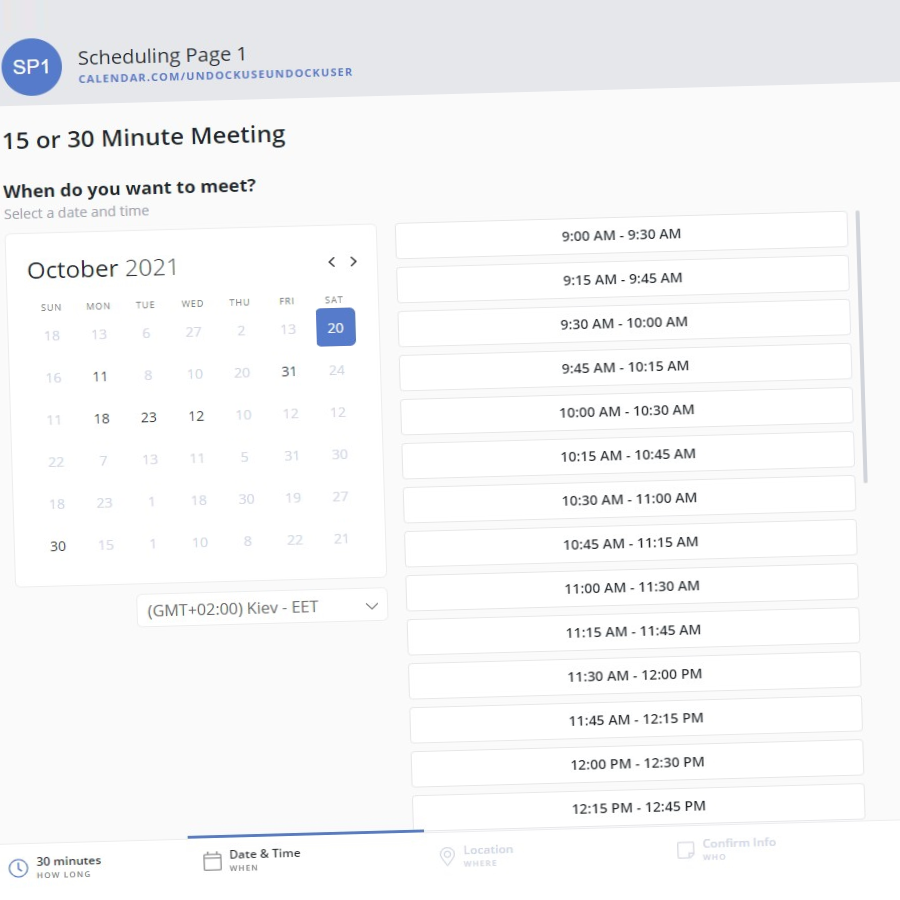 SP1
Scheduling Page 1
CALENDAR.COM/UNDOCKUSEUNDOCKUSER
15 or 30 Minute Meeting
When do you want to meet?
Select a date and time
October 2021
SUN MON TUE WED THU FRI SAT
18 13 6 27 2 13 20
16 11 8 10 20 31 24
11 18 23 12 10 12 12
22 7 13 11 5 31 30
18 23 1 18 30 19 27
30 15 1 10 8 22 21
(GMT+02:00) Kiev - EET
9:00 AM - 9:30 AM
9:15 AM - 9:45 AM
9:30 AM - 10:00 AM
9:45 AM - 10:15 AM
10:00 AM - 10:30 AM
10:15 AM - 10:45 AM
10:30 AM - 11:00 AM
10:45 AM - 11:15 AM
11:00 AM - 11:30 AM
11:15 AM - 11:45 AM
11:30 AM - 12:00 PM
11:45 AM - 12:15 PM
12:00 PM - 12:30 PM
12:15 PM - 12:45 PM
30 minutes
HOW LONG
Date & Time
WHEN
Location
WHERE
Confirm Info
WHO